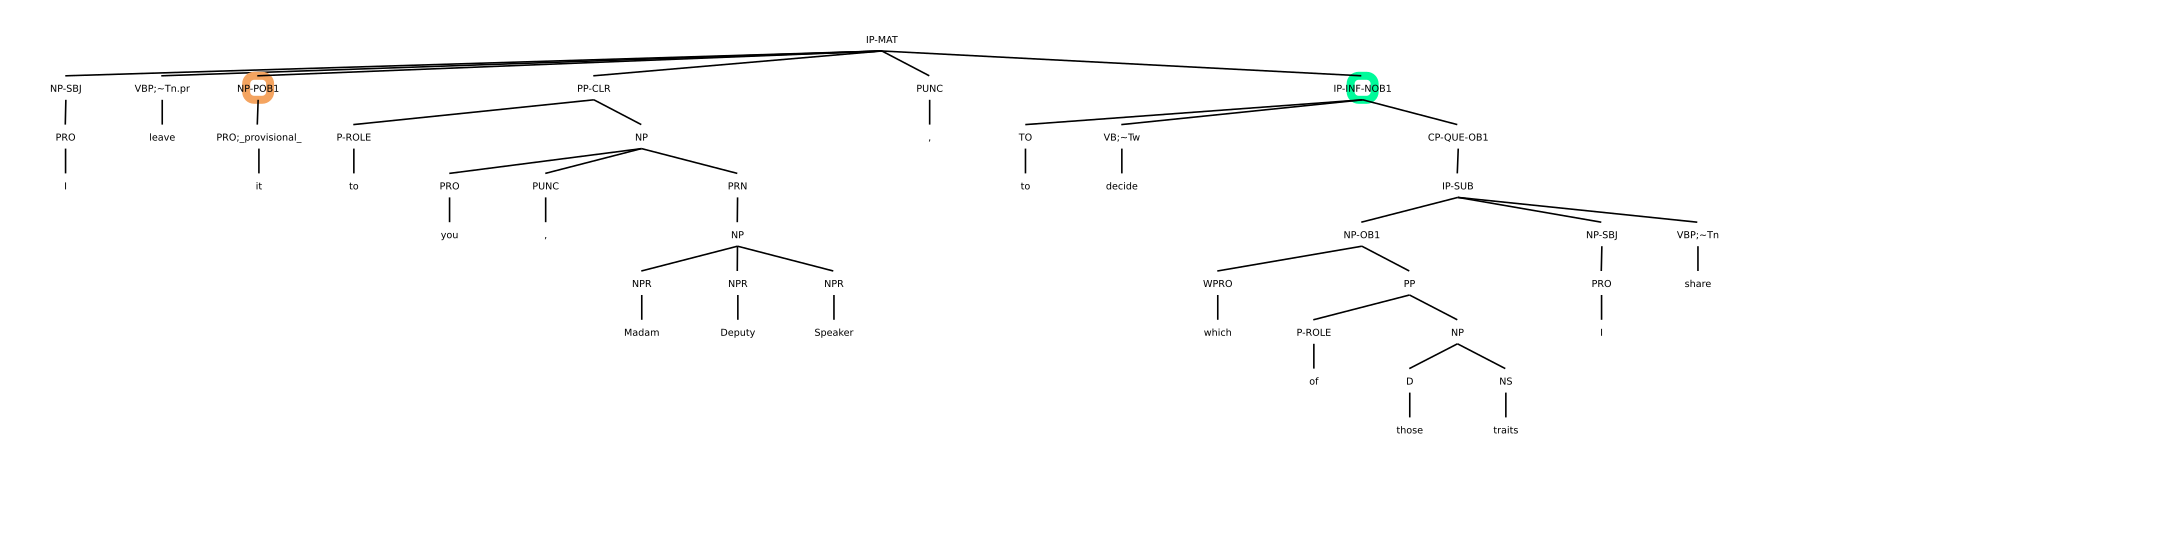 IP-MAT
NP-SBJ VBP;~Tn.pr NP-POB1 PP-CLR PUNC IP-INF-NOB1
PRO leave PRO;_provisional_ P-ROLE NP , TO VB;~Tw CP-QUE-OB1
I it to PRO PUNC PRN to decide IP-SUB
you , NP NP-OB1 NP-SBJ VBP;~Tn
NPR NPR NPR WPRO PP PRO share
Madam Deputy Speaker which P-ROLE NP I
of D NS
those traits